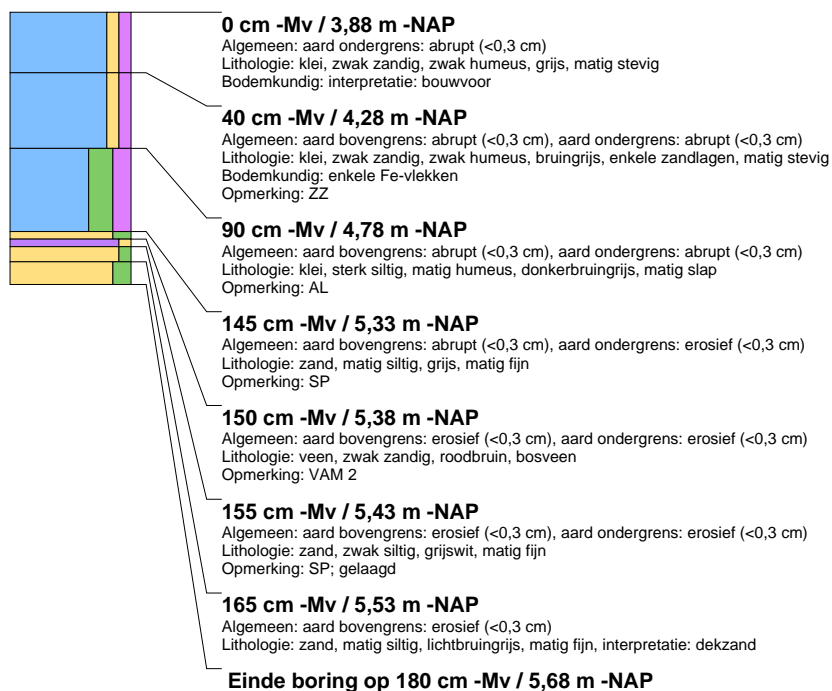 0 cm -Mv / 3,88 m -NAP
Algemeen: aard ondergrens: abrupt (<0,3 cm)
Lithologie: klei, zwak zandig, zwak humeus, grijs, matig stevig
Bodemkundig: interpretatie: bouwvoor
40 cm -Mv / 4,28 m -NAP
Algemeen: aard bovengrens: abrupt (<0,3 cm), aard ondergrens: abrupt (<0,3 cm)
Lithologie: klei, zwak zandig, zwak humeus, bruingrijs, enkele zandlagen, matig stevig
Bodemkundig: enkele Fe-vlekken
Opmerking: ZZ
90 cm -Mv / 4,78 m -NAP
Algemeen: aard bovengrens: abrupt (<0,3 cm), aard ondergrens: abrupt (<0,3 cm)
Lithologie: klei, sterk siltig, matig humeus, donkerbruingrijs, matig slap
Opmerking: AL
145 cm -Mv / 5,33 m -NAP
Algemeen: aard bovengrens: abrupt (<0,3 cm), aard ondergrens: erosief (<0,3 cm)
Lithologie: zand, matig siltig, grijs, matig fijn
Opmerking: SP
150 cm -Mv / 5,38 m -NAP
Algemeen: aard bovengrens: erosief (<0,3 cm), aard ondergrens: erosief (<0,3 cm)
Lithologie: veen, zwak zandig, roodbruin, bosveen
Opmerking: VAM 2
155 cm -Mv / 5,43 m -NAP
Algemeen: aard bovengrens: erosief (<0,3 cm), aard ondergrens: erosief (<0,3 cm)
Lithologie: zand, zwak siltig, grijswit, matig fijn
Opmerking: SP; gelaagd
165 cm -Mv / 5,53 m -NAP
Algemeen: aard bovengrens: erosief (<0,3 cm)
Lithologie: zand, matig siltig, lichtbruingrijs, matig fijn, interpretatie: dekzand
Einde boring op 180 cm -Mv / 5,68 m -NAP